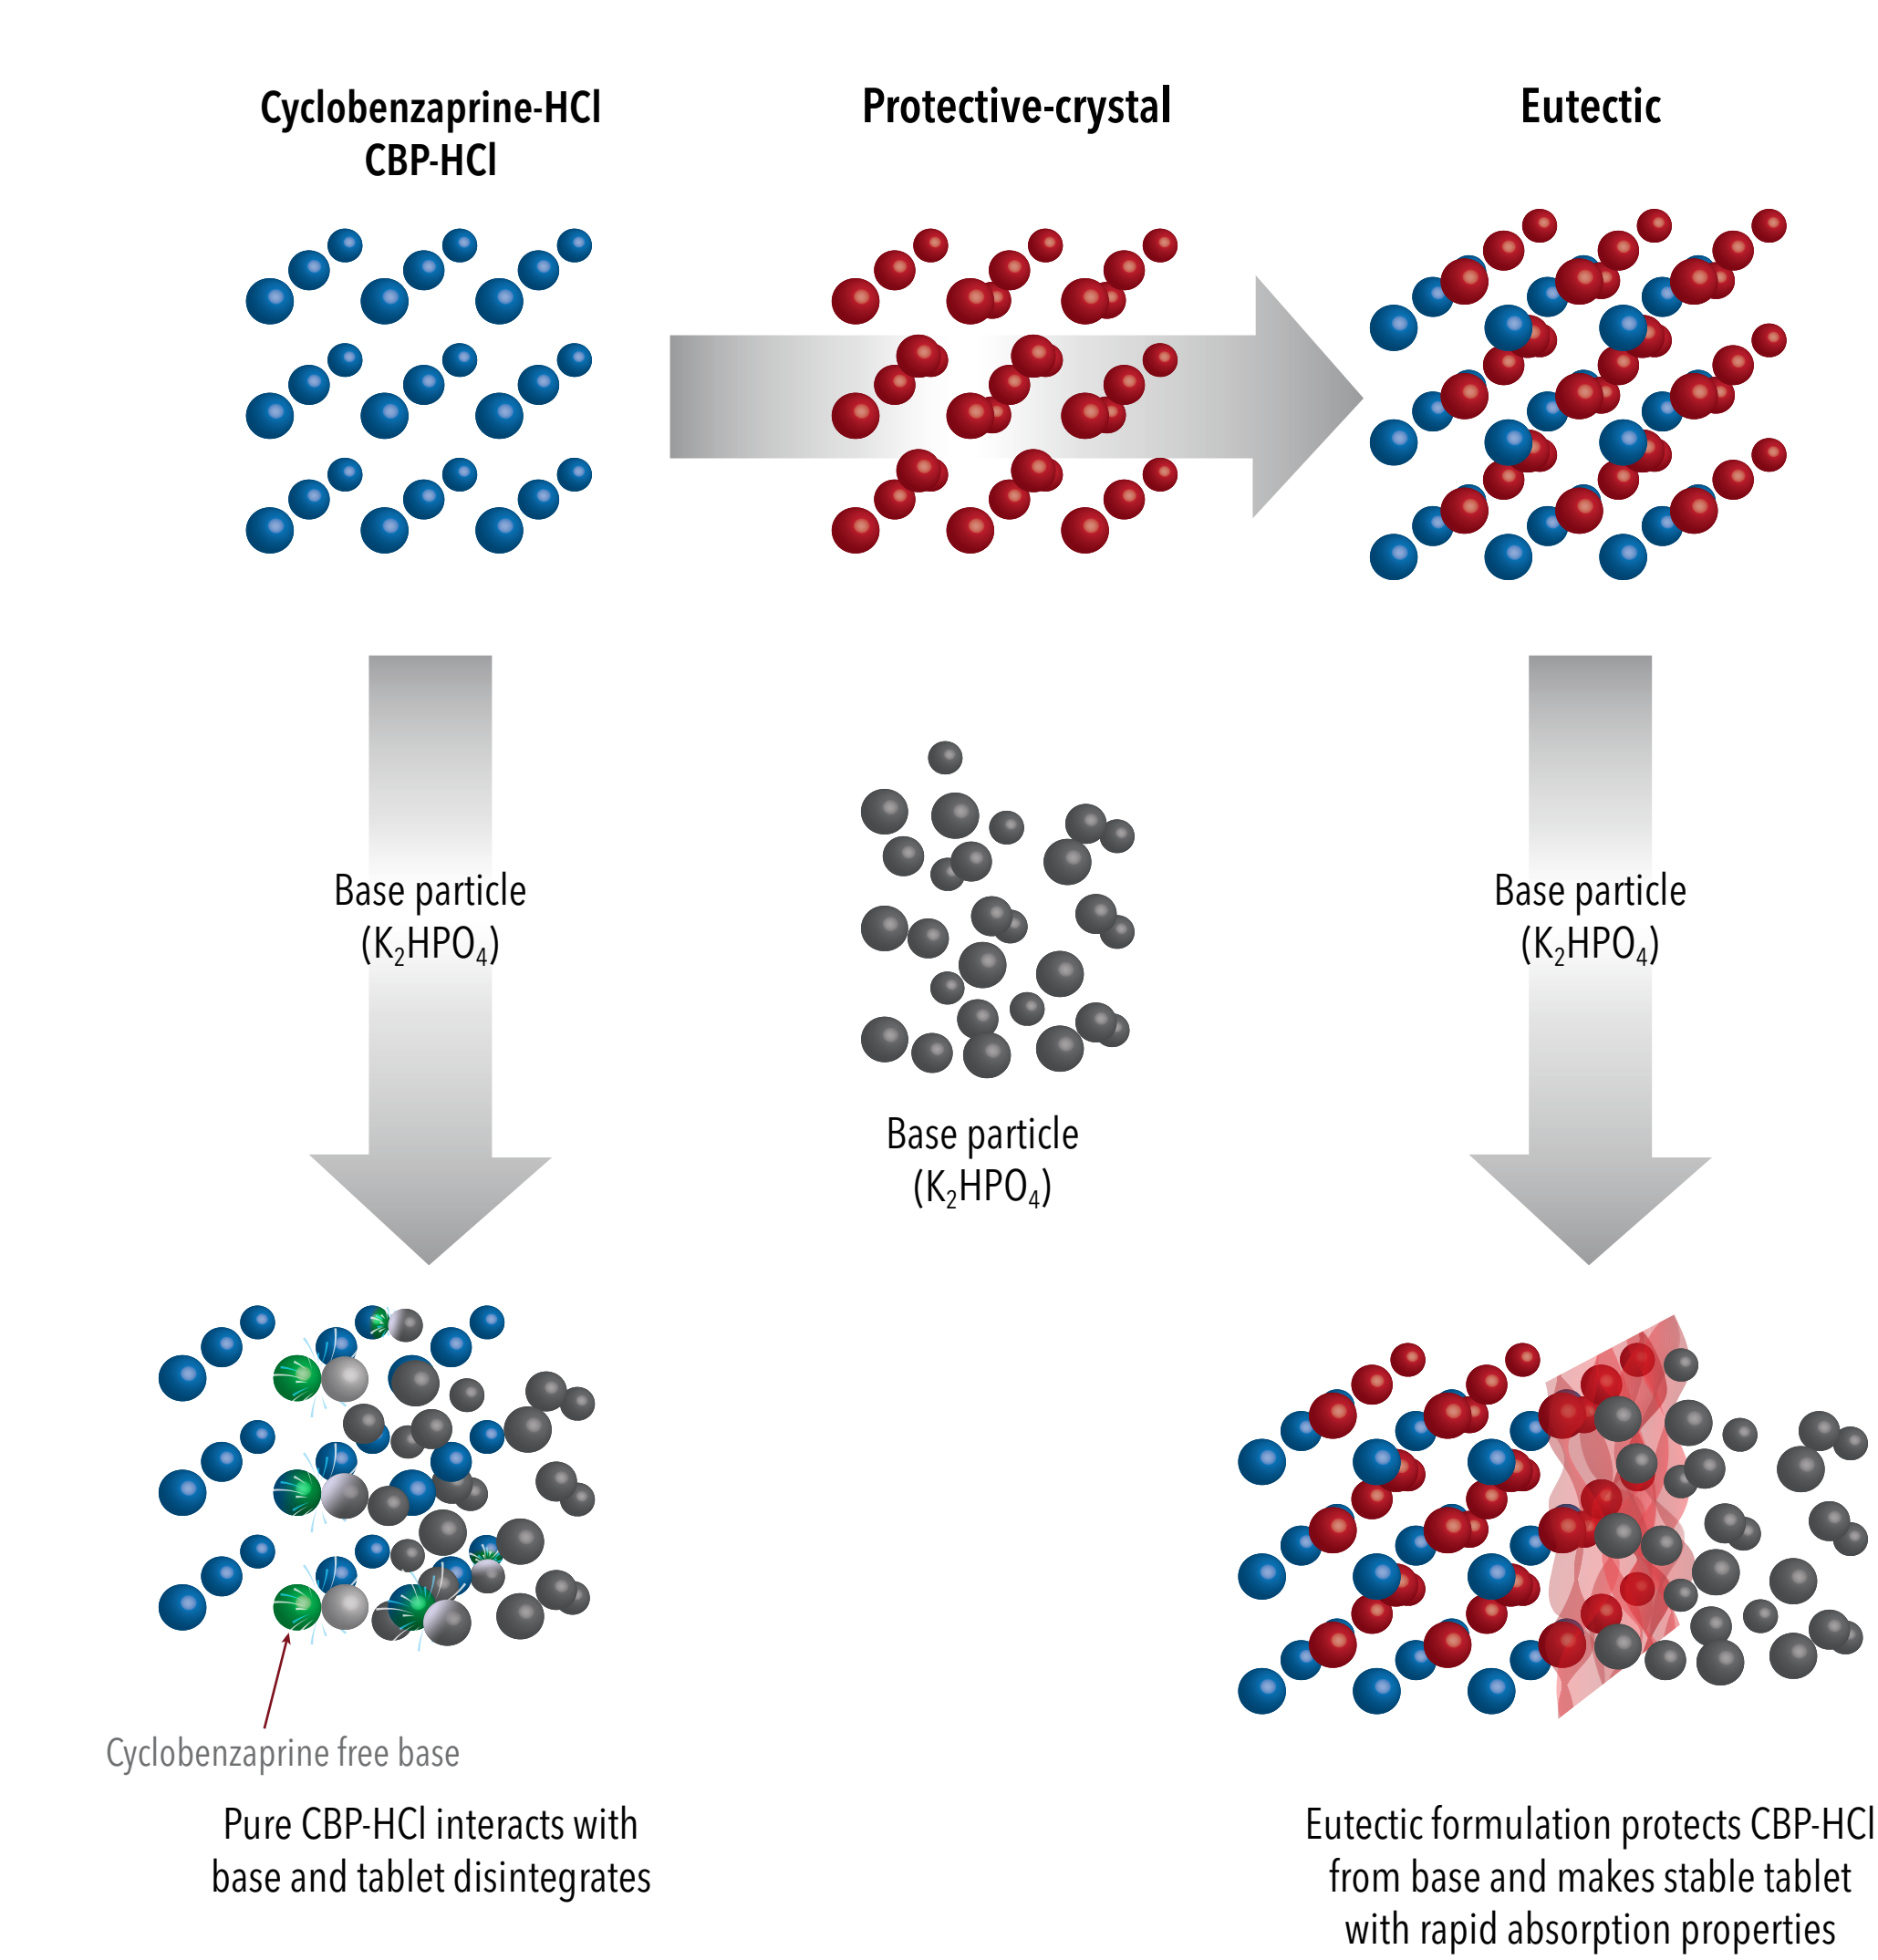 Cyclobenzaprine-HCl
CBP-HCl
Protective-crystal
Eutectic
Base particle
(K₂HPO₄)
Base particle
(K₂HPO₄)
Base particle
(K₂HPO₄)
Cyclobenzaprine free base
Pure CBP-HCl interacts with
base and tablet disintegrates
Eutectic formulation protects CBP-HCl
from base and makes stable tablet
with rapid absorption properties